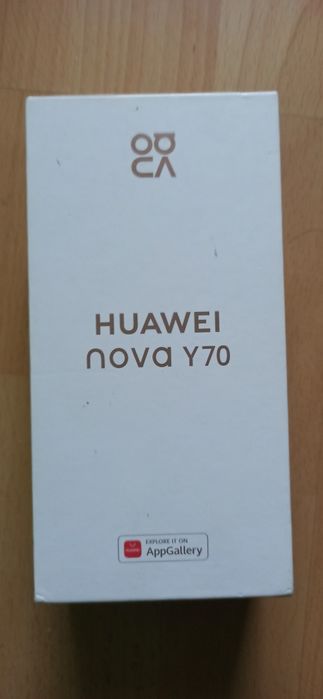 HUAWEI
nova Y70
EXPLORE IT ON
AppGallery